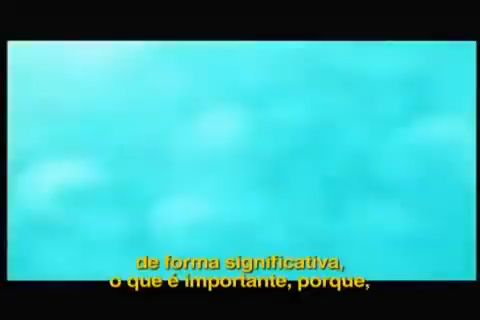 de forma significativa,
o que é importante, porque,